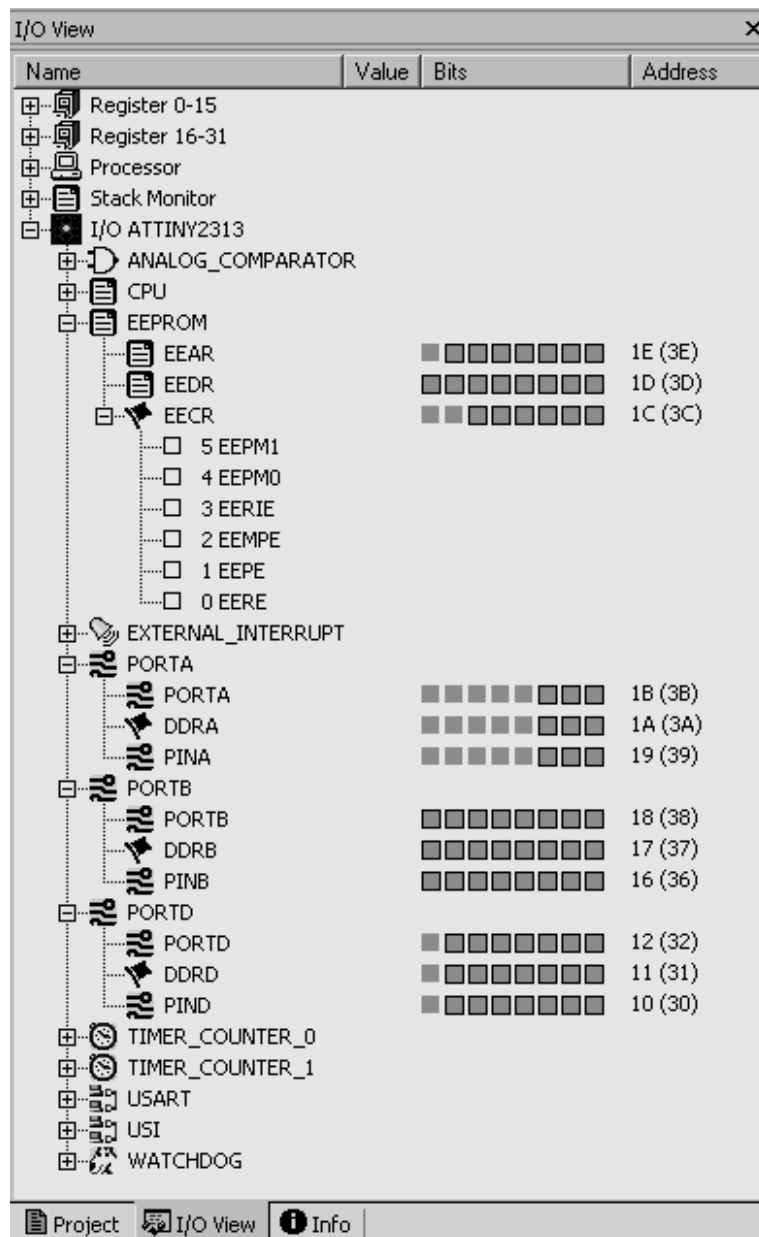 I/O View
Name Value Bits Address
Register 0-15
Register 16-31
Processor
Stack Monitor
I/O ATTINY2313
ANALOG_COMPARATOR
CPU
EEPROM
EEAR 1E (3E)
EEDR 1D (3D)
EECR 1C (3C)
5 EEPM1
4 EEPM0
3 EERIE
2 EEMPE
1 EEPE
0 EERE
EXTERNAL_INTERRUPT
PORTA
PORTA 1B (3B)
DDRA 1A (3A)
PINA 19 (39)
PORTB
PORTB 18 (38)
DDRB 17 (37)
PINB 16 (36)
PORTD
PORTD 12 (32)
DDRD 11 (31)
PIND 10 (30)
TIMER_COUNTER_0
TIMER_COUNTER_1
USART
USI
WATCHDOG
Project I/O View Info